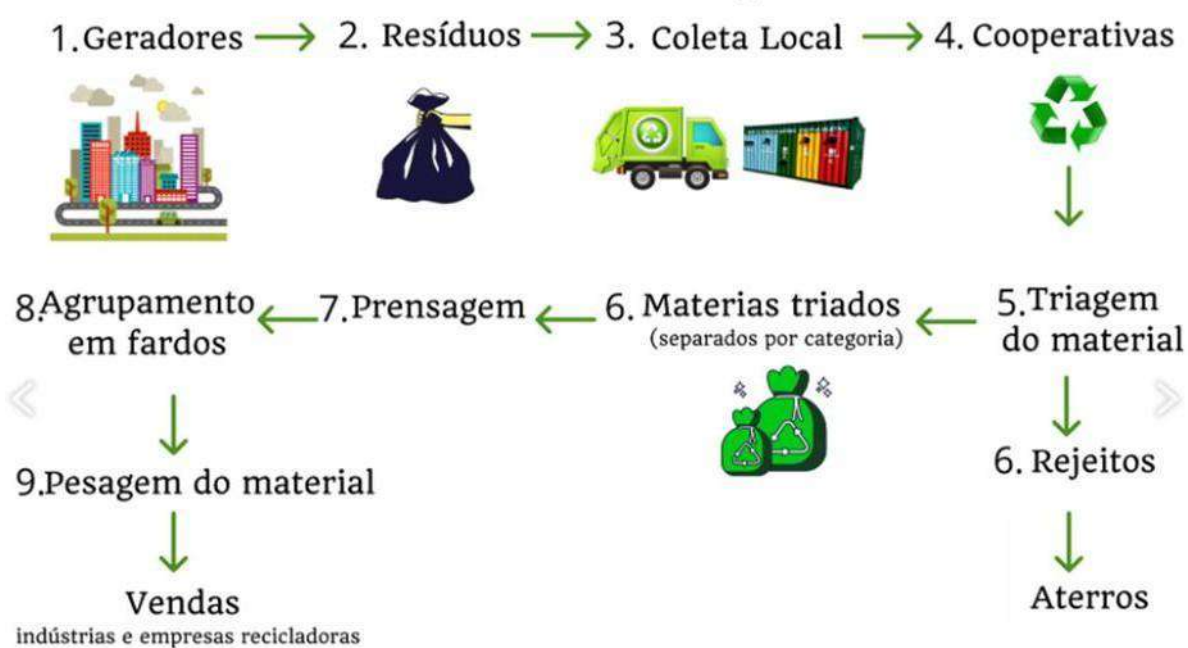 1.Geradores
2. Resíduos
3. Coleta Local
4. Cooperativas
5.Triagem
do material
6. Materias triados
(separados por categoria)
7.Prensagem
8.Agrupamento
em fardos
6. Rejeitos
9.Pesagem do material
Aterros
Vendas
indústrias e empresas recicladoras